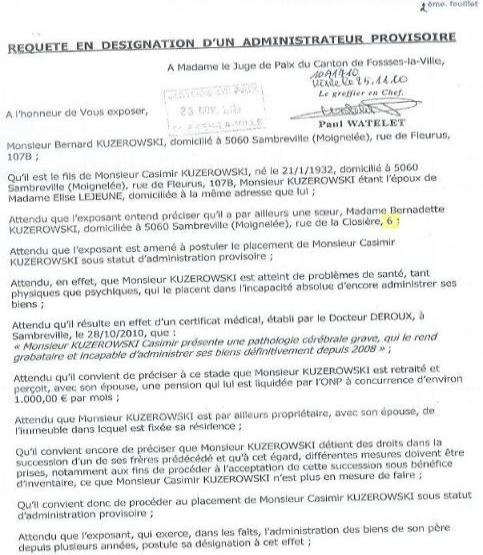 2ème. feuillet
REQUETE EN DESIGNATION D'UN ADMINISTRATEUR PROVISOIRE
A Madame le Juge de Paix du Canton de Fossses-la-Ville,
10A1410
Visé le 25.11.10
Le greffier en Chef,
Paul WATELET
23 NOV.
A l'honneur de Vous exposer,
Monsieur Bernard KUZEROWSKI, domicilié à 5060 Sambreville (Moignelée), rue de Fleurus,
107B ;
Qu'il est le fils de Monsieur Casimir KUZEROWSKI, né le 21/1/1932, domicilié à 5060
Sambreville (Moignelée), rue de Fleurus, 107B, Monsieur KUZEROWSKI étant l'époux de
Madame Elise LEJEUNE, domiciliée à la même adresse que lui ;
Attendu que l'exposant entend préciser qu'il a par ailleurs une sœur, Madame Bernadette
KUZEROWSKI, domiciliée à 5060 Sambreville (Moignelée), rue de la Closière, 6 ;
Attendu que l'exposant est amené à postuler le placement de Monsieur Casimir
KUZEROWSKI sous statut d'administration provisoire ;
Attendu, en effet, que Monsieur KUZEROWSKI est atteint de problèmes de santé, tant
physiques que psychiques, qui le placent dans l'incapacité absolue d'encore administrer ses
biens ;
Attendu qu'il résulte en effet d'un certificat médical, établi par le Docteur DEROUX, à
Sambreville, le 28/10/2010, que :
« Monsieur KUZEROWSKI Casimir présente une pathologie cérébrale grave, qui le rend
grabataire et incapable d'administrer ses biens définitivement depuis 2008 » ;
Attendu qu'il convient de préciser à ce stade que Monsieur KUZEROWSKI est retraité et
perçoit, avec son épouse, une pension qui lui est liquidée par l'ONP à concurrence d'environ
1.000,00 € par mois ;
Attendu que Monsieur KUZEROWSKI est par ailleurs propriétaire, avec son épouse, de
l'immeuble dans lequel est fixée sa résidence ;
Qu'il convient encore de préciser que Monsieur KUZEROWSKI détient des droits dans la
succession d'un de ses frères prédécédé et qu'à cet égard, différentes mesures doivent être
prises, notamment aux fins de procéder à l'acceptation de cette succession sous bénéfice
d'inventaire, ce que Monsieur Casimir KUZEROWSKI n'est plus en mesure de faire ;
Qu'il convient donc de procéder au placement de Monsieur Casimir KUZEROWSKI sous statut
d'administration provisoire ;
Attendu que l'exposant, qui exerce, dans les faits, l'administration des biens de son père
depuis plusieurs années, postule sa désignation à cet effet ;